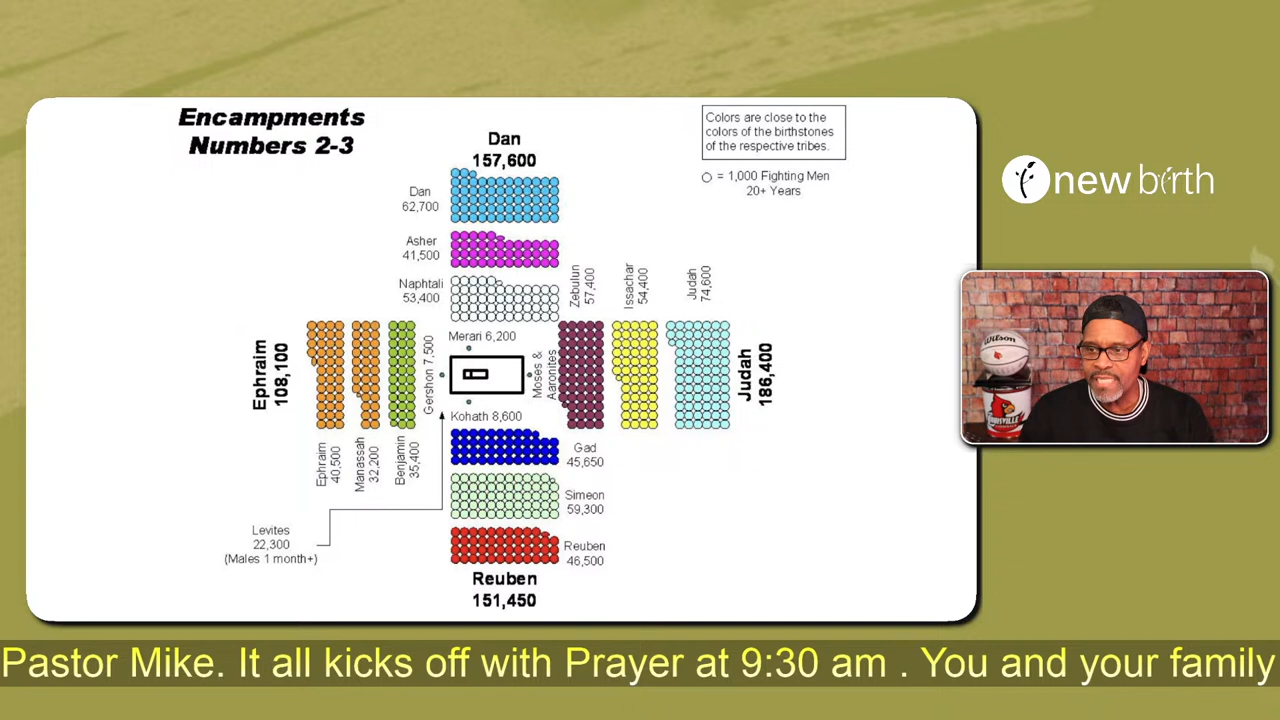 Encampments
Numbers 2-3
Dan
157,600
Colors are close to the
colors of the birthstones
of the respective tribes.
= 1,000 Fighting Men
20+ Years
Dan
62,700
Asher
41,500
Naphtali
53,400
Zebulun
57,400
Issachar
54,400
Judah
74,600
Merari 6,200
Ephraim
108,100
Gershon 7,500
Moses &
Aaronites
Judah
186,400
Kohath 8,600
Ephraim
40,500
Manassah
32,200
Benjamin
35,400
Gad
45,650
Simeon
59,300
Levites
22,300
(Males 1 month+)
Reuben
46,500
Reuben
151,450
new birth
Wilson
LOUISVILLE
Pastor Mike. It all kicks off with Prayer at 9:30 am . You and your family